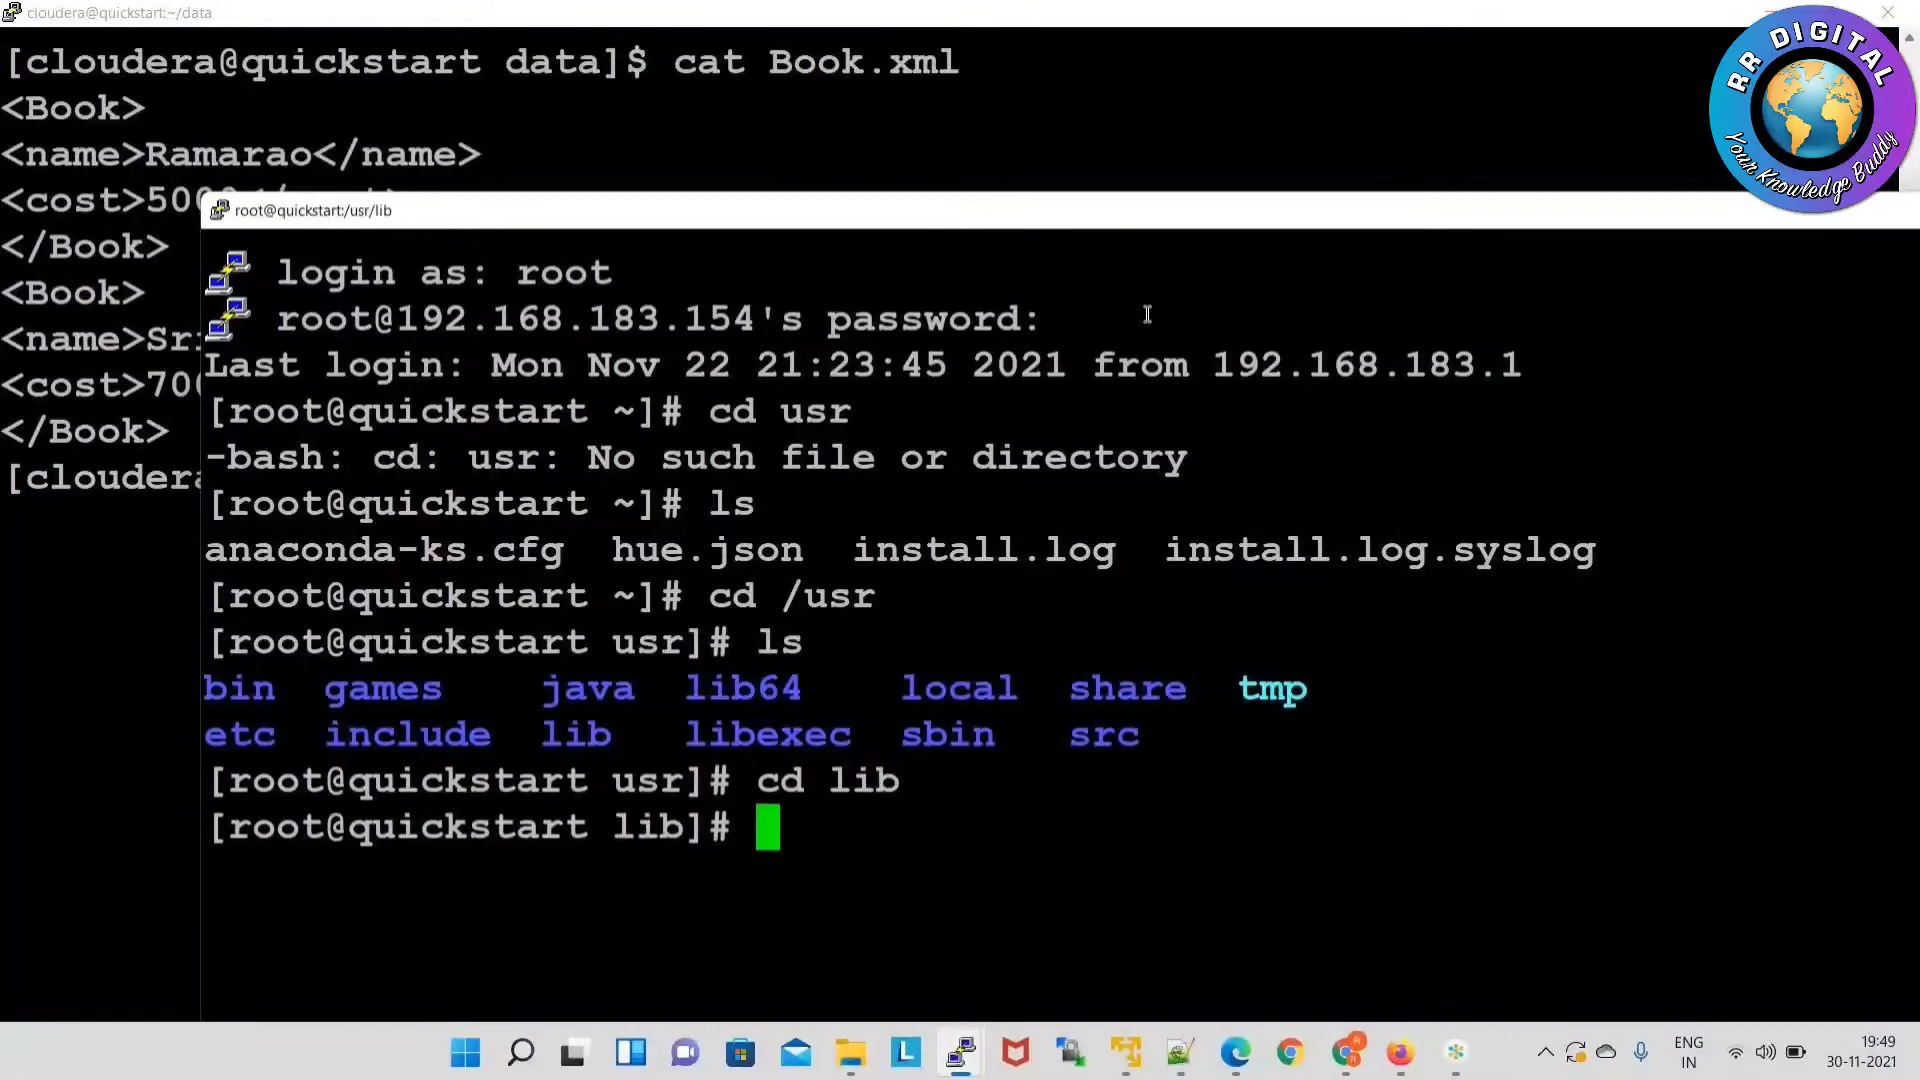 cloudera@quickstart:~/data
[cloudera@quickstart data]$ cat Book.xml
<Book>
<name>Ramarao</name>
<cost>500
</Book>
<Book>
<name>Sr
<cost>700
</Book>
[cloudera
root@quickstart:/usr/lib
login as: root
root@192.168.183.154's password:
Last login: Mon Nov 22 21:23:45 2021 from 192.168.183.1
[root@quickstart ~]# cd usr
-bash: cd: usr: No such file or directory
[root@quickstart ~]# ls
anaconda-ks.cfg hue.json install.log install.log.syslog
[root@quickstart ~]# cd /usr
[root@quickstart usr]# ls
bin games java lib64 local share tmp
etc include lib libexec sbin src
[root@quickstart usr]# cd lib
[root@quickstart lib]#
RR DIGITAL
Your Knowledge Buddy
ENG
IN
19:49
30-11-2021